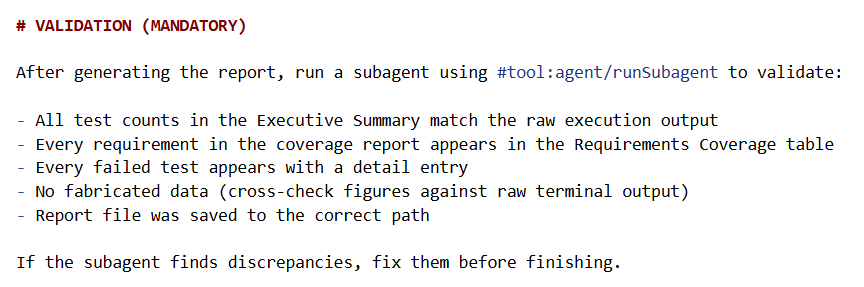 # VALIDATION (MANDATORY)
After generating the report, run a subagent using #tool:agent/runSubagent to validate:
- All test counts in the Executive Summary match the raw execution output
- Every requirement in the coverage report appears in the Requirements Coverage table
- Every failed test appears with a detail entry
- No fabricated data (cross-check figures against raw terminal output)
- Report file was saved to the correct path
If the subagent finds discrepancies, fix them before finishing.